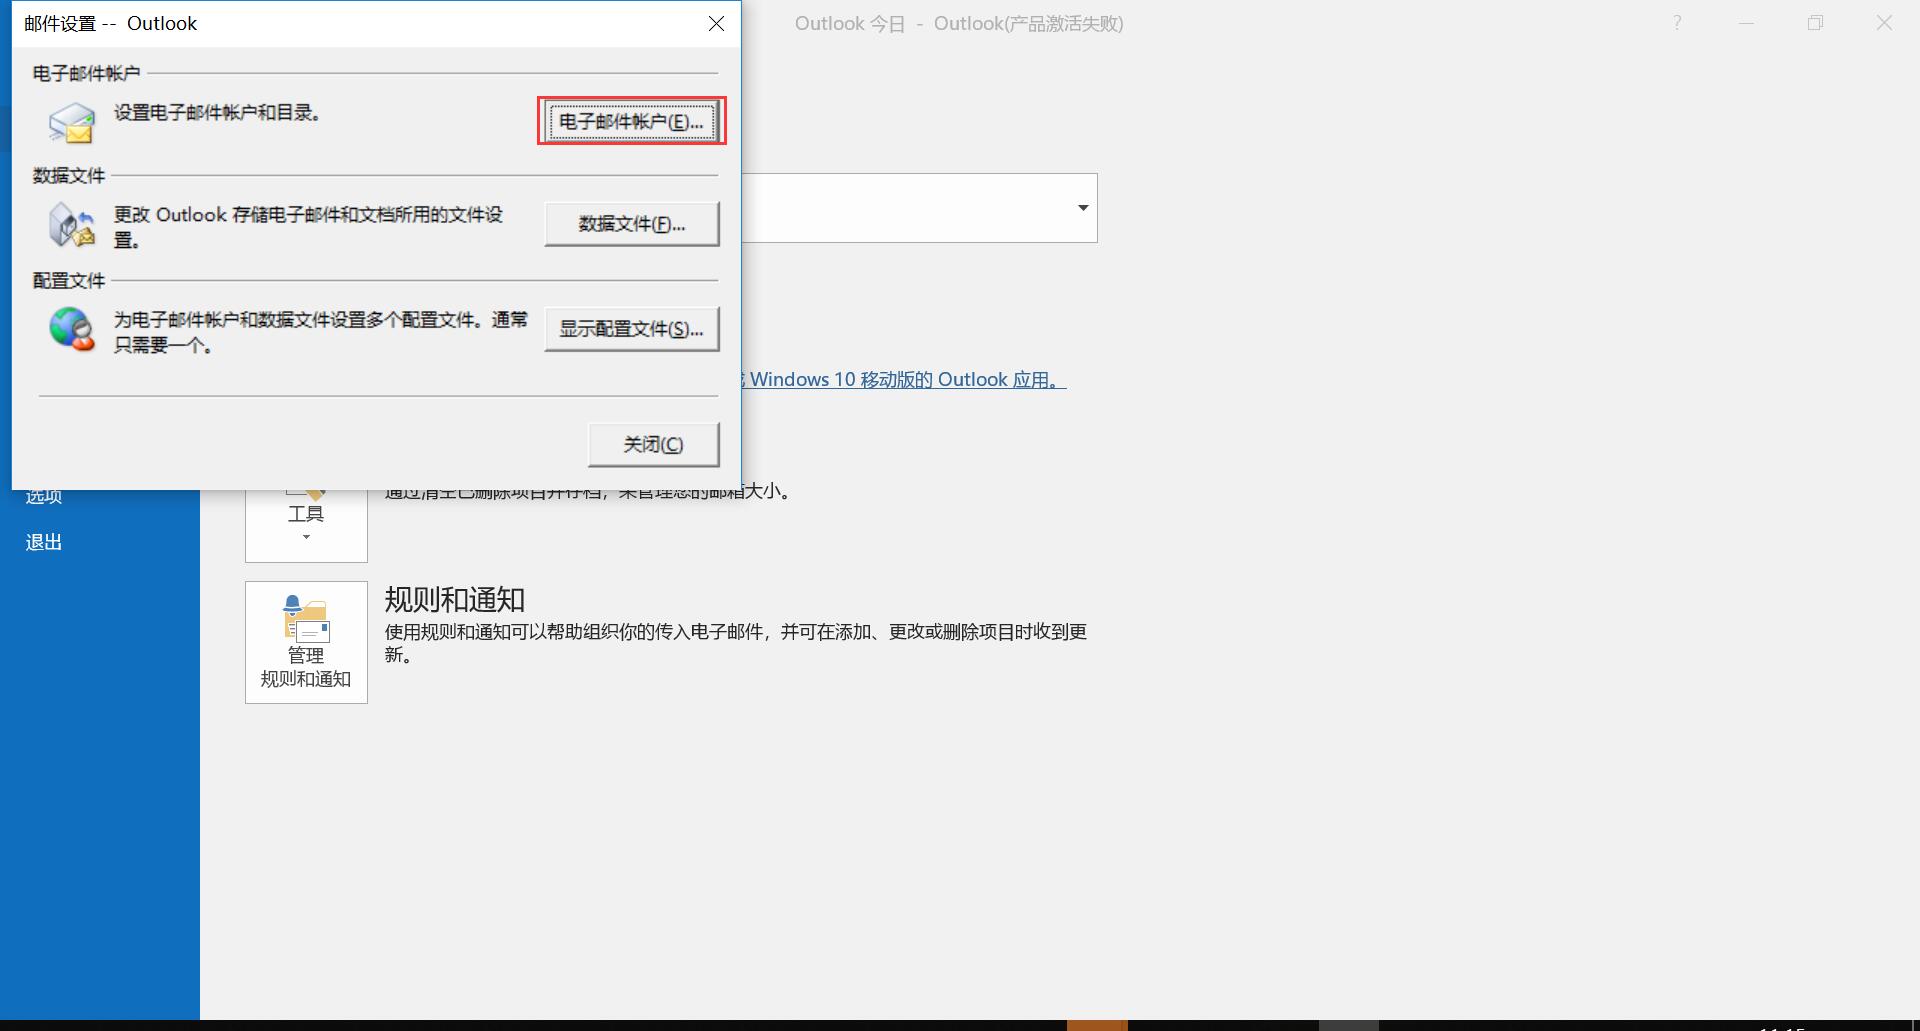 邮件设置 -- Outlook
Outlook 今日 - Outlook(产品激活失败)
电子邮件帐户
设置电子邮件帐户和目录。
电子邮件帐户(E)...
数据文件
更改 Outlook 存储电子邮件和文档所用的文件设
置。
数据文件(F)...
配置文件
为电子邮件帐户和数据文件设置多个配置文件。通常
只需要一个。
显示配置文件(S)...
Windows 10 移动版的 Outlook 应用。
关闭(C)
选项
通过清空已删除项目并存档，来管理您的邮箱大小。
工具
退出
规则和通知
使用规则和通知可以帮助组织你的传入电子邮件，并可在添加、更改或删除项目时收到更
新。
管理
规则和通知